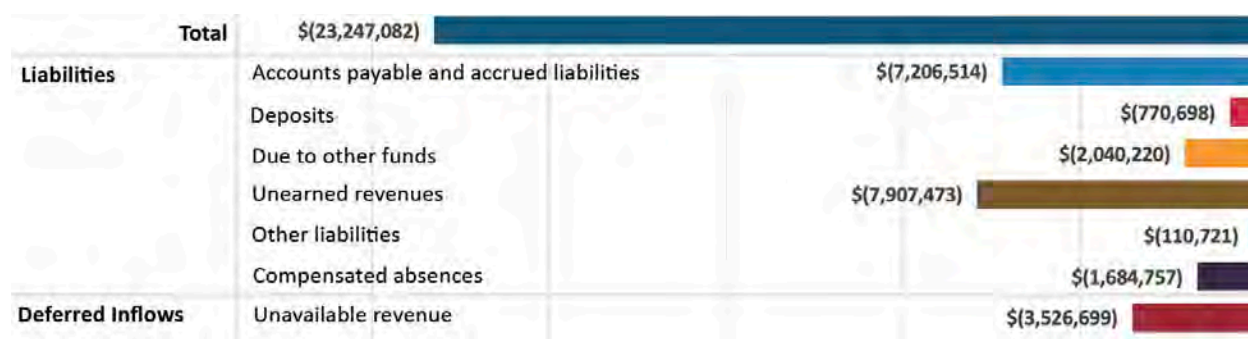 Total $(23,247,082)
Liabilities Accounts payable and accrued liabilities $(7,206,514)
Deposits $(770,698)
Due to other funds $(2,040,220)
Unearned revenues $(7,907,473)
Other liabilities $(110,721)
Compensated absences $(1,684,757)
Deferred Inflows Unavailable revenue $(3,526,699)